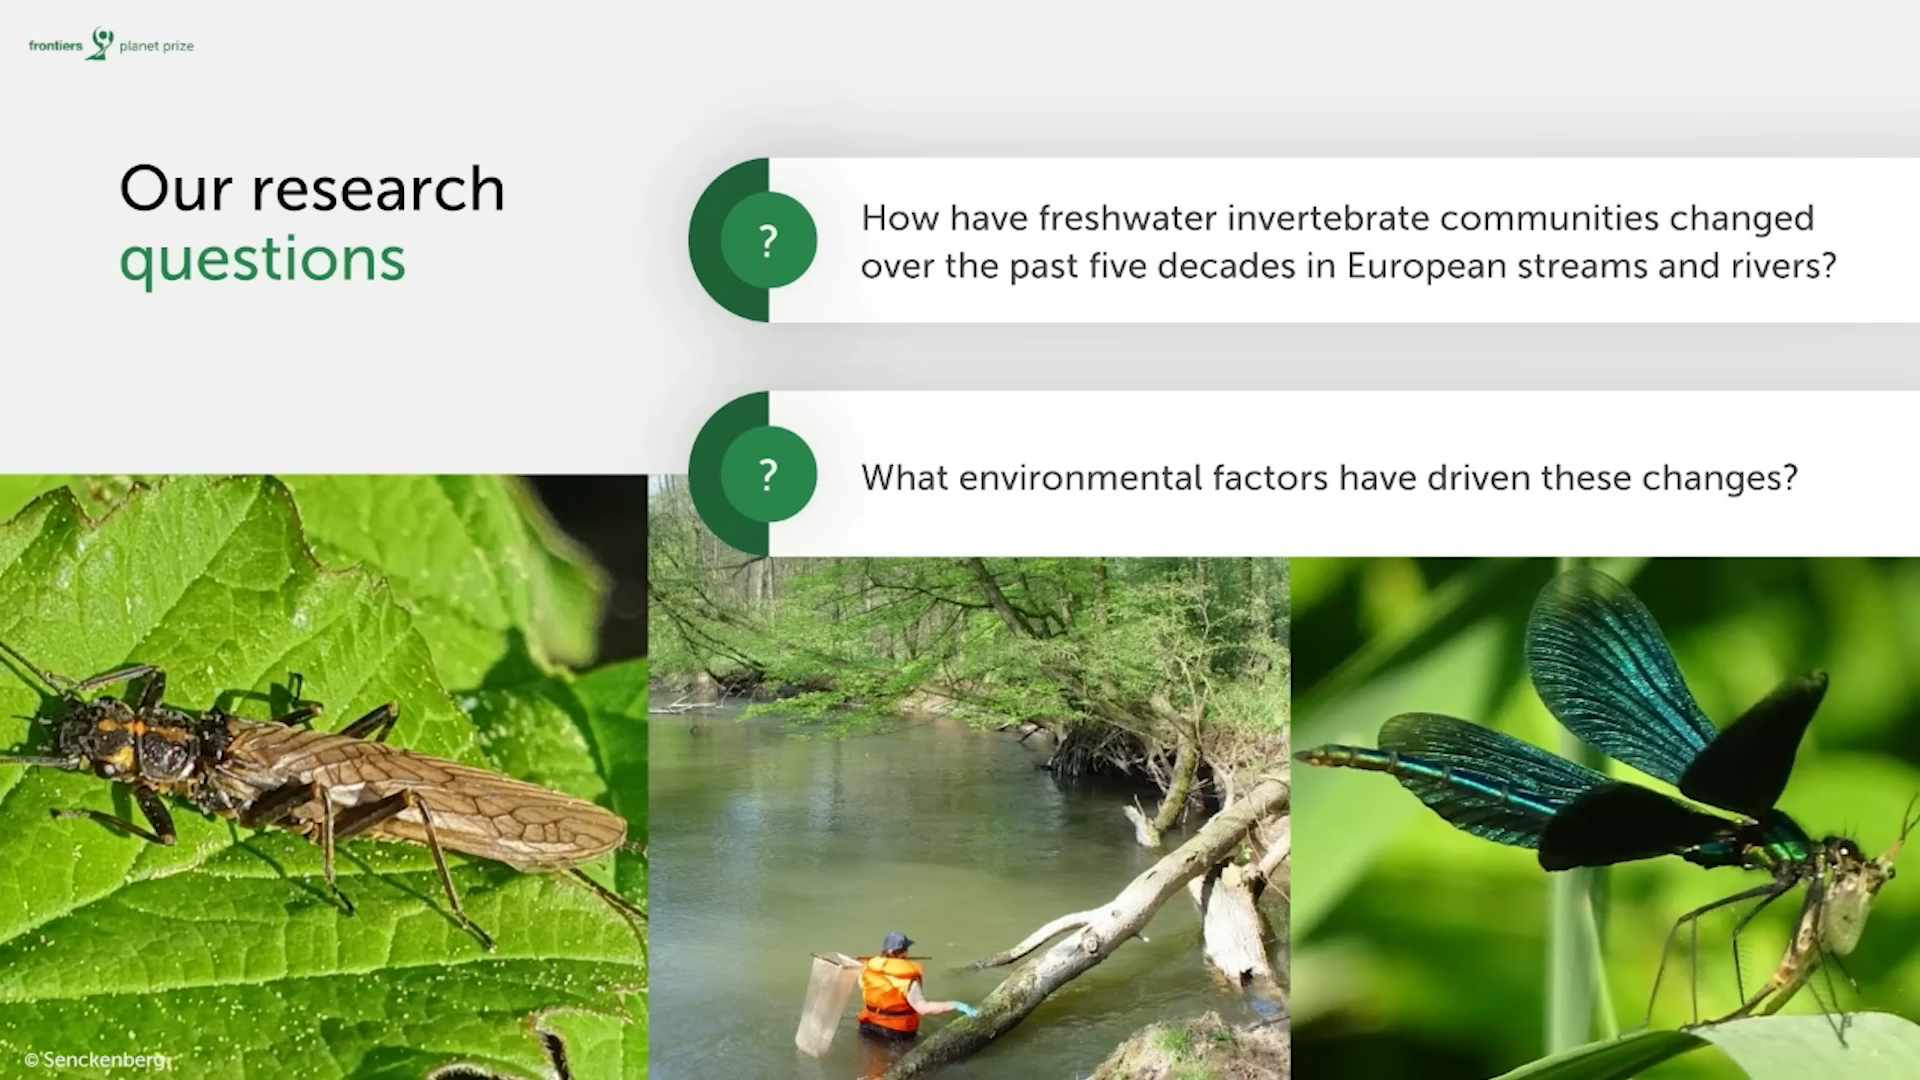 frontiers planet prize
Our research
questions
?
How have freshwater invertebrate communities changed
over the past five decades in European streams and rivers?
?
What environmental factors have driven these changes?
© Senckenberg